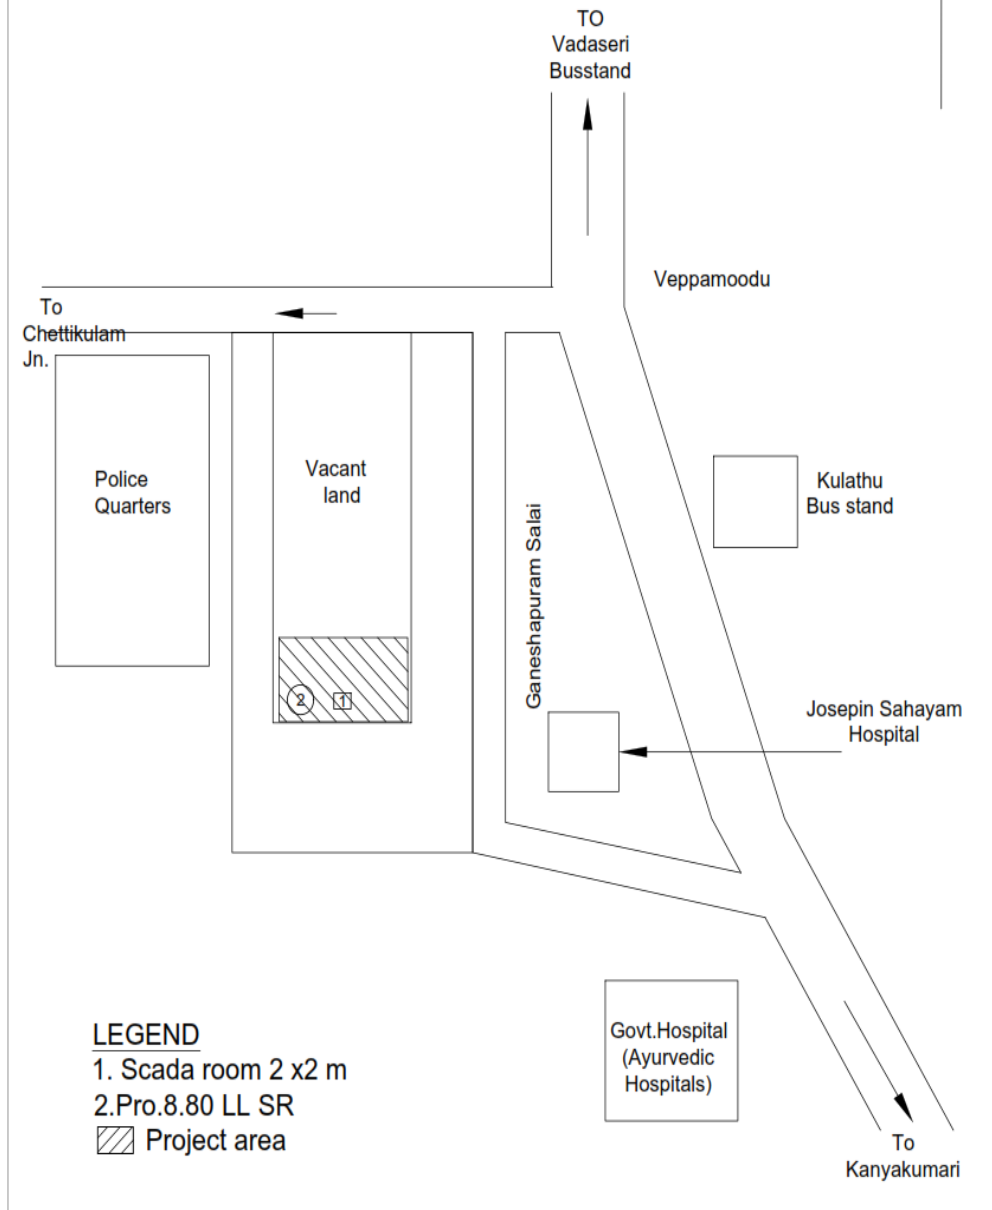 TO
Vadaseri
Busstand
Veppamoodu
To
Chettikulam
Jn.
Police
Quarters
Vacant
land
Kulathu
Bus stand
Ganeshapuram Salai
2
1
Josepin Sahayam
Hospital
Govt.Hospital
(Ayurvedic
Hospitals)
LEGEND
1. Scada room 2 x2 m
2.Pro.8.80 LL SR
Project area
To
Kanyakumari